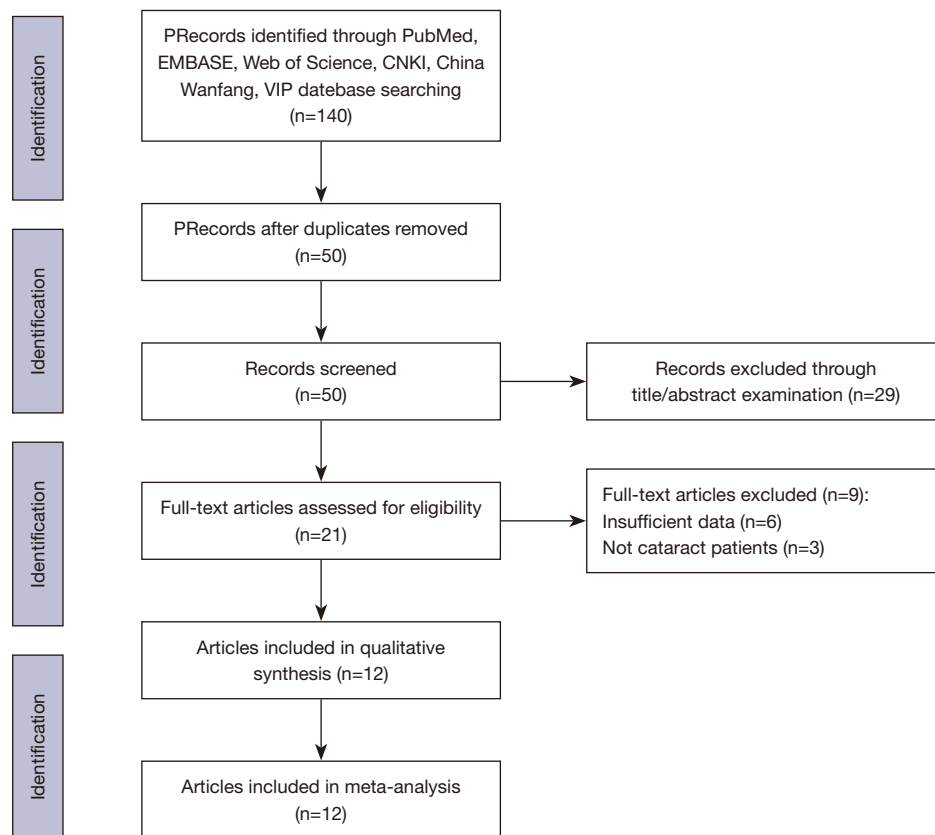 Identification
PRecords identified through PubMed,
EMBASE, Web of Science, CNKI, China
Wanfang, VIP datebase searching
(n=140)
Identification
PRecords after duplicates removed
(n=50)
Records screened
(n=50)
Records excluded through
title/abstract examination (n=29)
Identification
Full-text articles assessed for eligibility
(n=21)
Full-text articles excluded (n=9):
Insufficient data (n=6)
Not cataract patients (n=3)
Identification
Articles included in qualitative
synthesis (n=12)
Articles included in meta-analysis
(n=12)